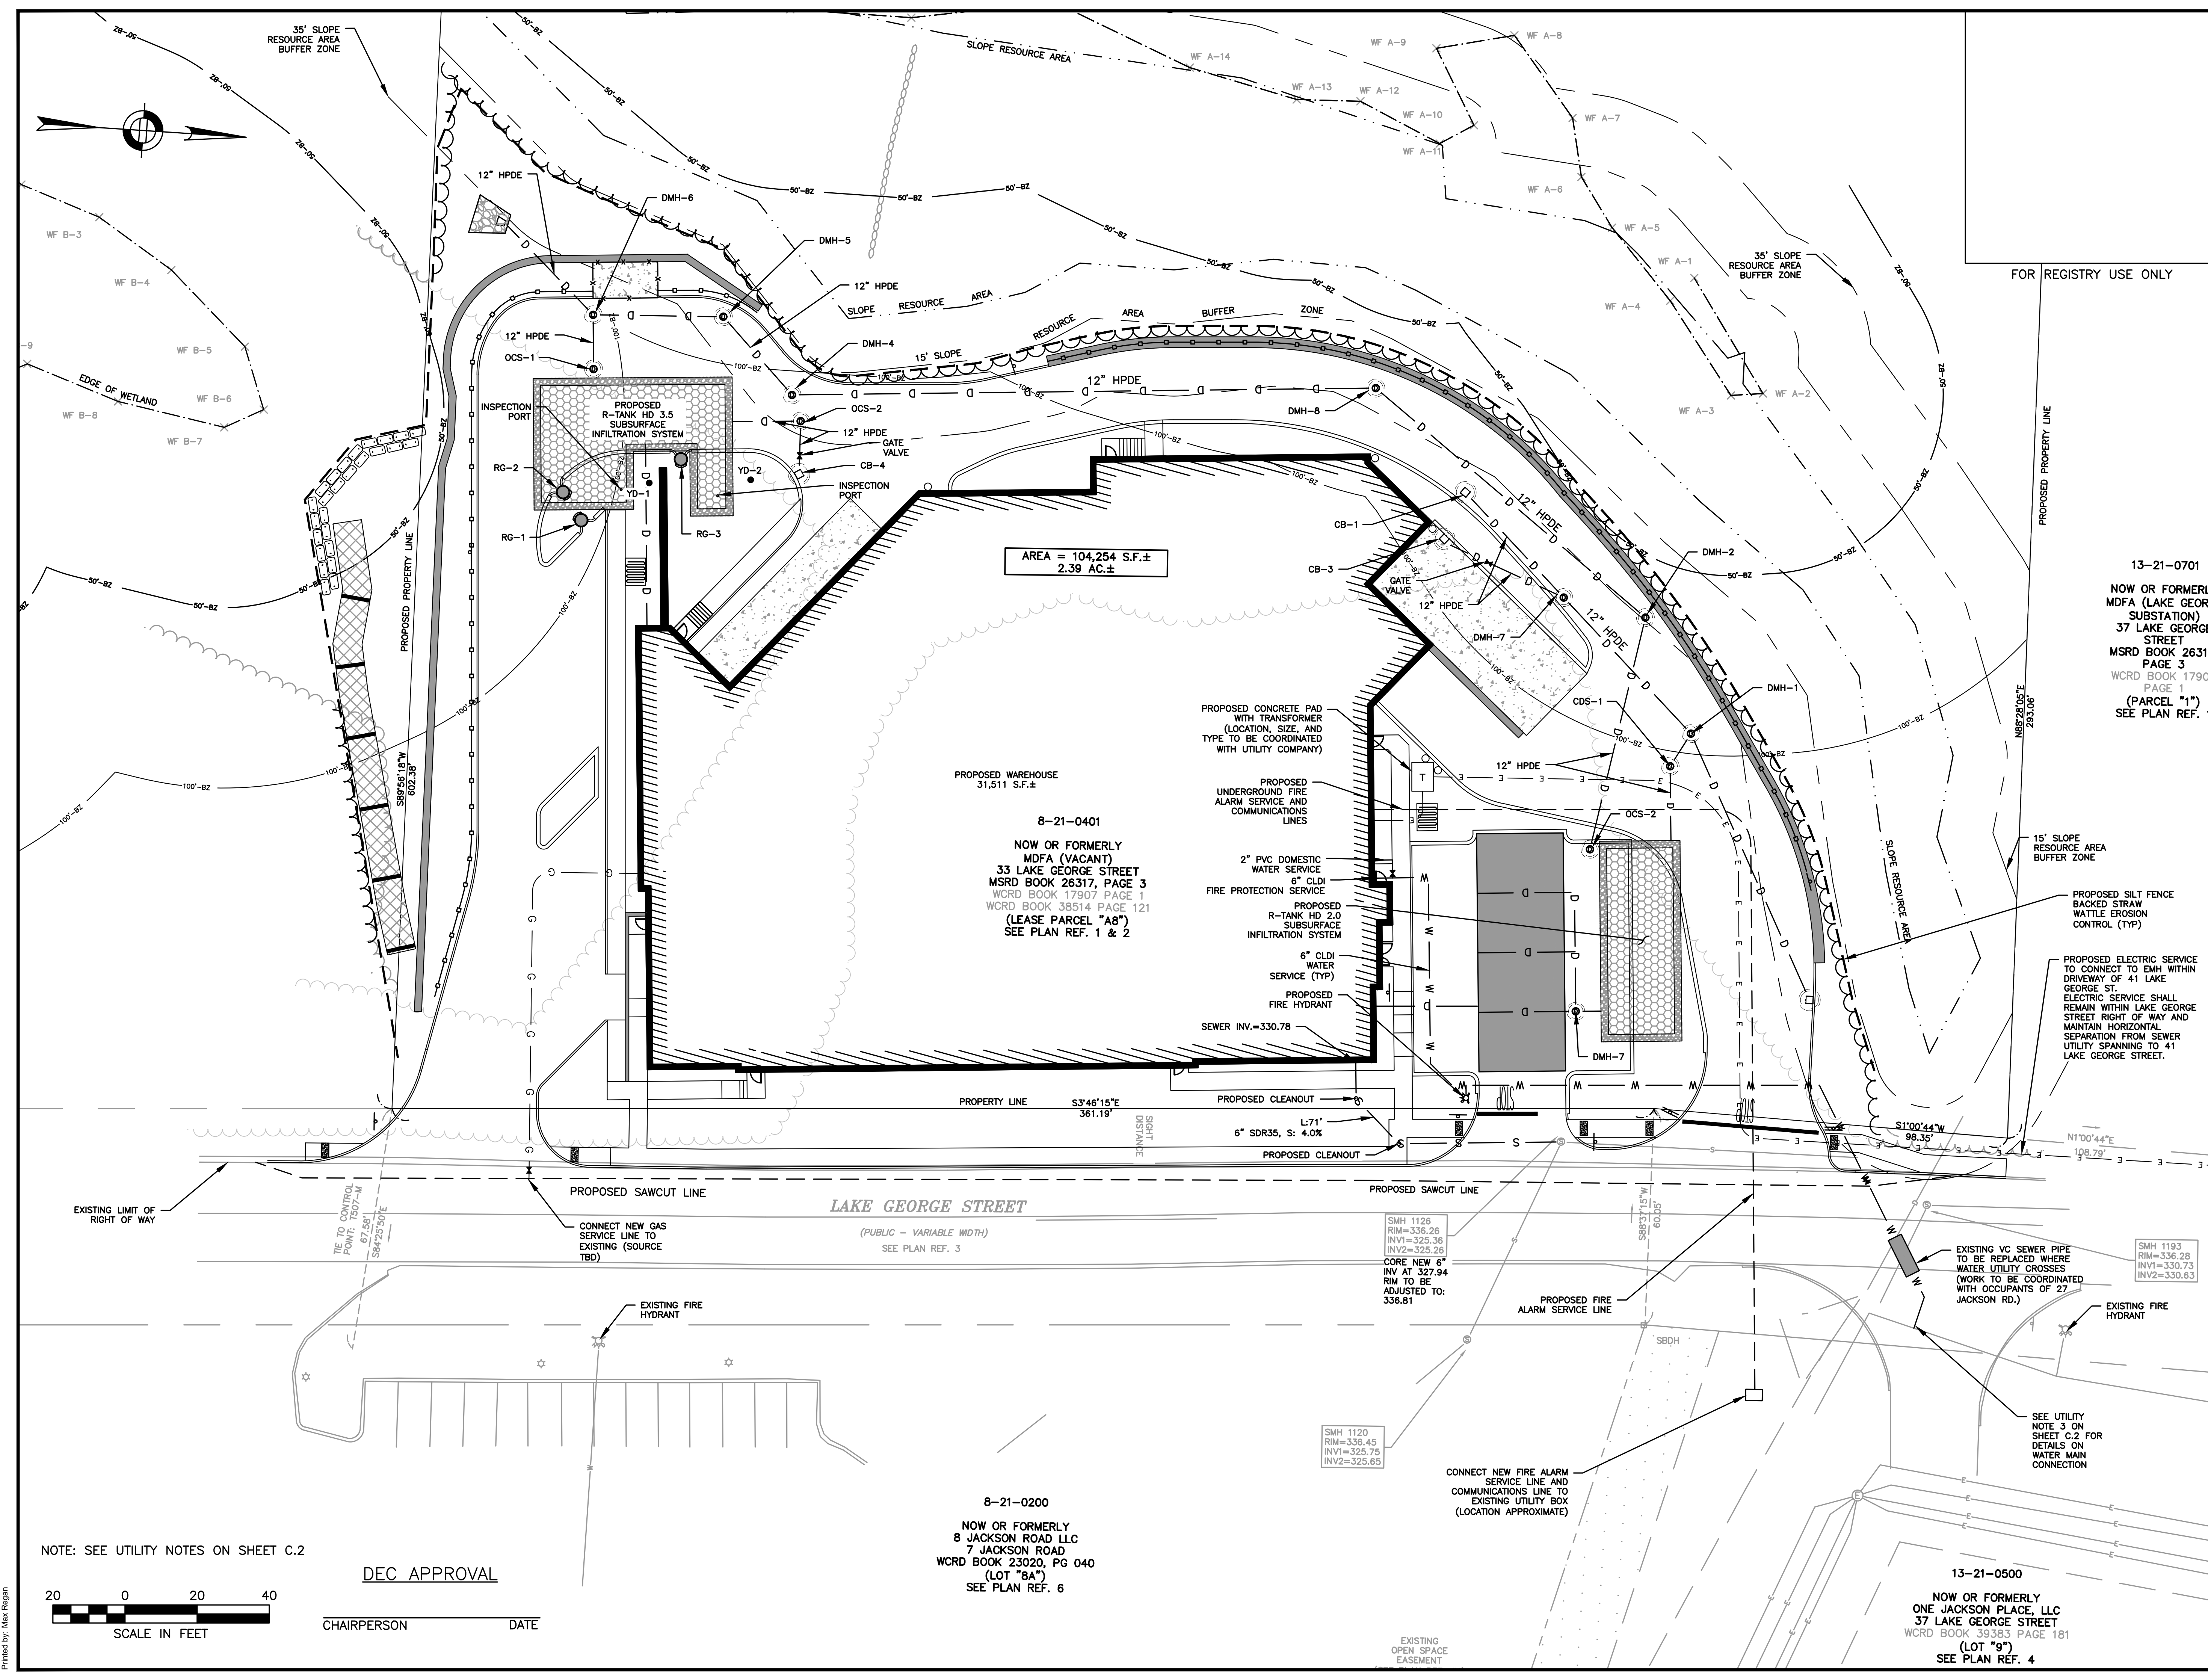 35' SLOPE
RESOURCE AREA
BUFFER ZONE
SLOPE RESOURCE AREA
WF A-14
WF A-9
WF A-8
WF A-13
WF A-12
WF A-10
WF A-7
WF A-11
WF A-6
WF A-5
WF A-1
WF A-4
WF A-2
WF A-3
35' SLOPE
RESOURCE AREA
BUFFER ZONE
FOR REGISTRY USE ONLY
WF B-3
WF B-4
WF B-5
WF B-6
WF B-7
WF B-8
-9
EDGE OF WETLAND
50'-BZ
100'-BZ
12" HPDE
DMH-6
DMH-5
12" HPDE
12" HPDE
OCS-1
DMH-4
SLOPE RESOURCE AREA
15' SLOPE RESOURCE AREA BUFFER ZONE
12" HPDE
DMH-8
INSPECTION
PORT
PROPOSED
R-TANK HD 3.5
SUBSURFACE
INFILTRATION SYSTEM
OCS-2
12" HPDE
GATE
VALVE
CB-4
RG-2
YD-1
YD-2
INSPECTION
PORT
RG-1
RG-3
PROPOSED PROPERTY LINE
S89°56'18"W
602.38'
AREA = 104,254 S.F.±
2.39 AC.±
CB-1
CB-3
GATE
VALVE
12" HPDE
12" HPDE
12" HPDE
DMH-7
DMH-2
DMH-1
CDS-1
12" HPDE
OCS-2
PROPOSED PROPERTY LINE
N88°28'05"E
293.06'
13-21-0701
NOW OR FORMERL
MDFA (LAKE GEOR
SUBSTATION)
37 LAKE GEORGE
STREET
MSRD BOOK 2631
PAGE 3
WCRD BOOK 1790
PAGE 1
(PARCEL "1")
SEE PLAN REF.
PROPOSED CONCRETE PAD
WITH TRANSFORMER
(LOCATION, SIZE, AND
TYPE TO BE COORDINATED
WITH UTILITY COMPANY)
T
PROPOSED
UNDERGROUND FIRE
ALARM SERVICE AND
COMMUNICATIONS
LINES
2" PVC DOMESTIC
WATER SERVICE
6" CLDI
FIRE PROTECTION SERVICE
PROPOSED
R-TANK HD 2.0
SUBSURFACE
INFILTRATION SYSTEM
6" CLDI
WATER
SERVICE (TYP)
PROPOSED
FIRE HYDRANT
SEWER INV.=330.78
DMH-7
PROPOSED WAREHOUSE
31,511 S.F.±
8-21-0401
NOW OR FORMERLY
MDFA (VACANT)
33 LAKE GEORGE STREET
MSRD BOOK 26317, PAGE 3
WCRD BOOK 17907 PAGE 1
WCRD BOOK 38514 PAGE 121
(LEASE PARCEL "A8")
SEE PLAN REF. 1 & 2
15' SLOPE
RESOURCE AREA
BUFFER ZONE
SLOPE RESOURCE AREA
PROPOSED SILT FENCE
BACKED STRAW
WATTLE EROSION
CONTROL (TYP)
PROPOSED ELECTRIC SERVICE
TO CONNECT TO EMH WITHIN
DRIVEWAY OF 41 LAKE
GEORGE ST.
ELECTRIC SERVICE SHALL
REMAIN WITHIN LAKE GEORGE
STREET RIGHT OF WAY AND
MAINTAIN HORIZONTAL
SEPARATION FROM SEWER
UTILITY SPANNING TO 41
LAKE GEORGE STREET.
PROPERTY LINE
S3°46'15"E
361.19'
SIGHT
DISTANCE
PROPOSED CLEANOUT
L:71'
6" SDR35, S: 4.0%
PROPOSED CLEANOUT
S1°00'44"W
98.35'
N1°00'44"E
108.79'
EXISTING LIMIT OF
RIGHT OF WAY
PROPOSED SAWCUT LINE
PROPOSED SAWCUT LINE
LAKE GEORGE STREET
(PUBLIC - VARIABLE WIDTH)
SEE PLAN REF. 3
TIE TO CONTROL
POINT: T507-M
67.58'
S84°25'50"E
CONNECT NEW GAS
SERVICE LINE TO
EXISTING (SOURCE
TBD)
SMH 1126
RIM=336.26
INV1=325.36
INV2=325.26
CORE NEW 6"
INV AT 327.94
RIM TO BE
ADJUSTED TO:
336.81
S88°37'15"W
60.05'
PROPOSED FIRE
ALARM SERVICE LINE
EXISTING VC SEWER PIPE
TO BE REPLACED WHERE
WATER UTILITY CROSSES
(WORK TO BE COORDINATED
WITH OCCUPANTS OF 27
JACKSON RD.)
SMH 1193
RIM=336.28
INV1=330.73
INV2=330.63
EXISTING FIRE
HYDRANT
EXISTING FIRE
HYDRANT
SBDH
SMH 1120
RIM=336.45
INV1=325.75
INV2=325.65
SEE UTILITY
NOTE 3 ON
SHEET C.2 FOR
DETAILS ON
WATER MAIN
CONNECTION
CONNECT NEW FIRE ALARM
SERVICE LINE AND
COMMUNICATIONS LINE TO
EXISTING UTILITY BOX
(LOCATION APPROXIMATE)
8-21-0200
NOW OR FORMERLY
8 JACKSON ROAD LLC
7 JACKSON ROAD
WCRD BOOK 23020, PG 040
(LOT "8A")
SEE PLAN REF. 6
13-21-0500
NOW OR FORMERLY
ONE JACKSON PLACE, LLC
37 LAKE GEORGE STREET
WCRD BOOK 39383 PAGE 181
(LOT "9")
SEE PLAN REF. 4
EXISTING
OPEN SPACE
EASEMENT
NOTE: SEE UTILITY NOTES ON SHEET C.2
DEC APPROVAL
20 0 20 40
SCALE IN FEET
CHAIRPERSON DATE
Printed by: Max Regan